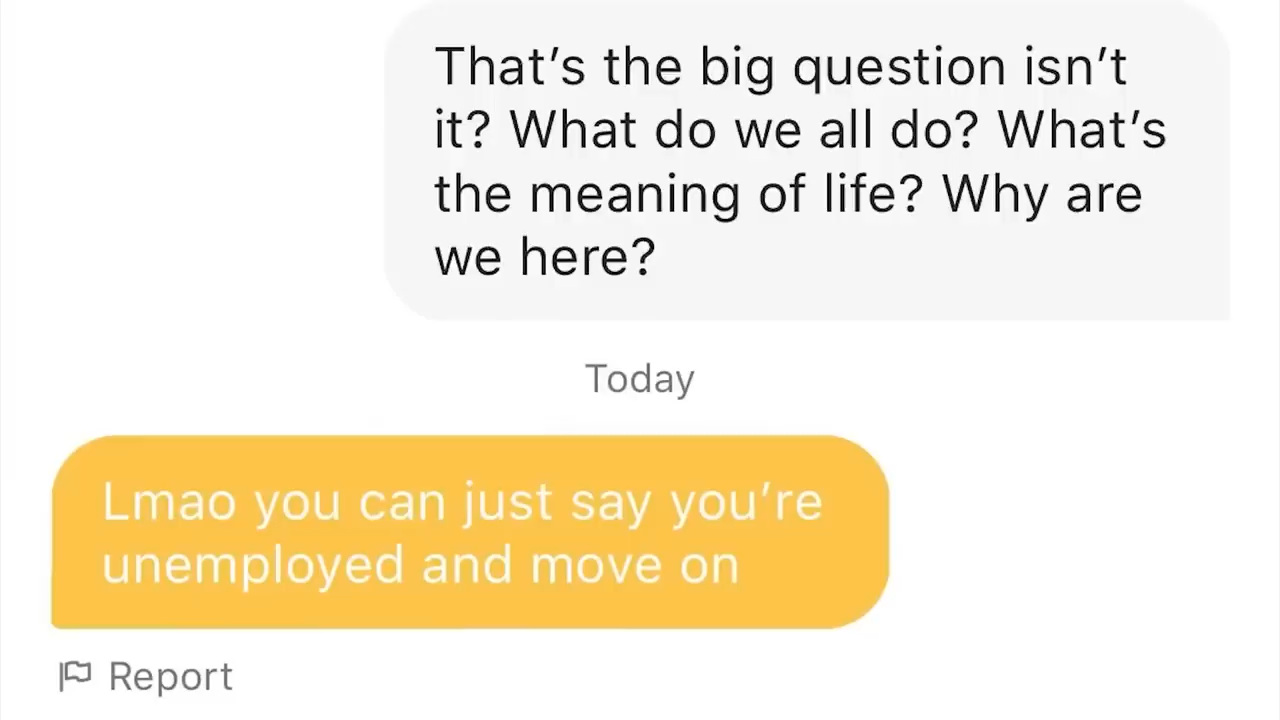 That’s the big question isn’t
it? What do we all do? What’s
the meaning of life? Why are
we here?
Today
Lmao you can just say you’re
unemployed and move on
Report